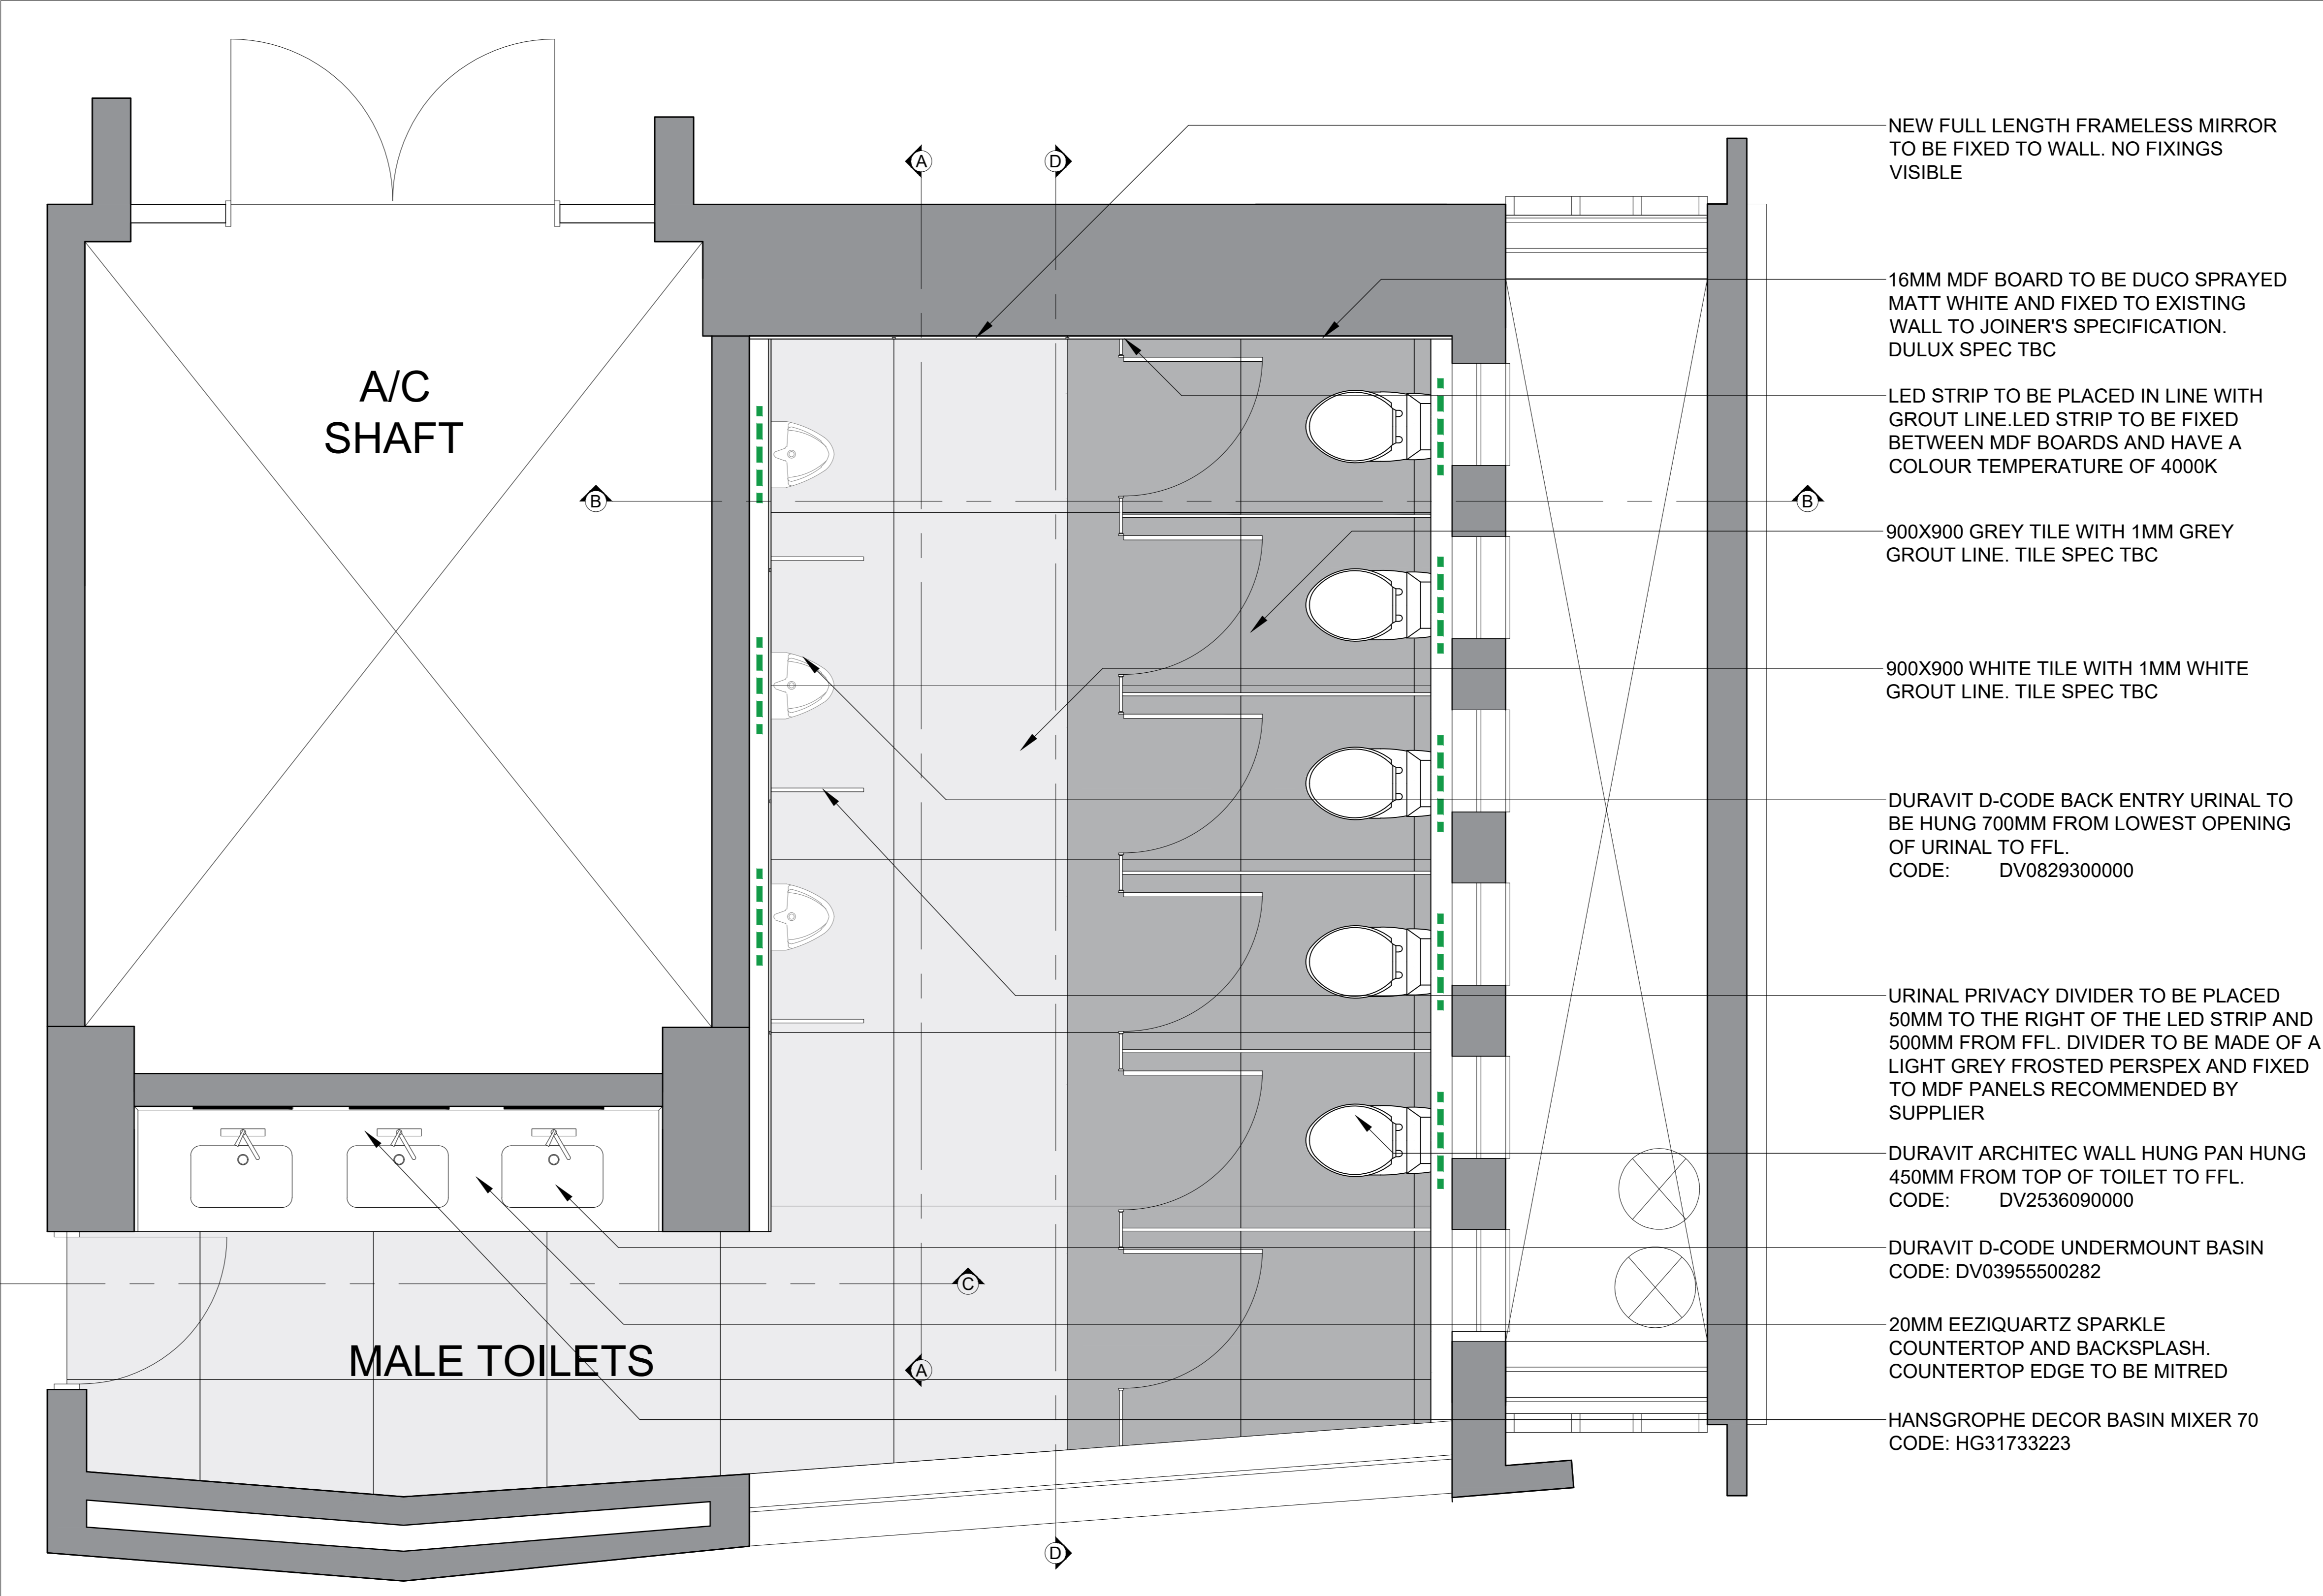 A
D
NEW FULL LENGTH FRAMELESS MIRROR
TO BE FIXED TO WALL. NO FIXINGS
VISIBLE
16MM MDF BOARD TO BE DUCO SPRAYED
MATT WHITE AND FIXED TO EXISTING
WALL TO JOINER'S SPECIFICATION.
DULUX SPEC TBC
A/C
SHAFT
LED STRIP TO BE PLACED IN LINE WITH
GROUT LINE.LED STRIP TO BE FIXED
BETWEEN MDF BOARDS AND HAVE A
COLOUR TEMPERATURE OF 4000K
B
B
900X900 GREY TILE WITH 1MM GREY
GROUT LINE. TILE SPEC TBC
900X900 WHITE TILE WITH 1MM WHITE
GROUT LINE. TILE SPEC TBC
DURAVIT D-CODE BACK ENTRY URINAL TO
BE HUNG 700MM FROM LOWEST OPENING
OF URINAL TO FFL.
CODE: DV0829300000
URINAL PRIVACY DIVIDER TO BE PLACED
50MM TO THE RIGHT OF THE LED STRIP AND
500MM FROM FFL. DIVIDER TO BE MADE OF A
LIGHT GREY FROSTED PERSPEX AND FIXED
TO MDF PANELS RECOMMENDED BY
SUPPLIER
DURAVIT ARCHITEC WALL HUNG PAN HUNG
450MM FROM TOP OF TOILET TO FFL.
CODE: DV2536090000
DURAVIT D-CODE UNDERMOUNT BASIN
CODE: DV03955500282
C
20MM EEZIQUARTZ SPARKLE
COUNTERTOP AND BACKSPLASH.
COUNTERTOP EDGE TO BE MITRED
MALE TOILETS
A
HANSGROPHE DECOR BASIN MIXER 70
CODE: HG31733223
D